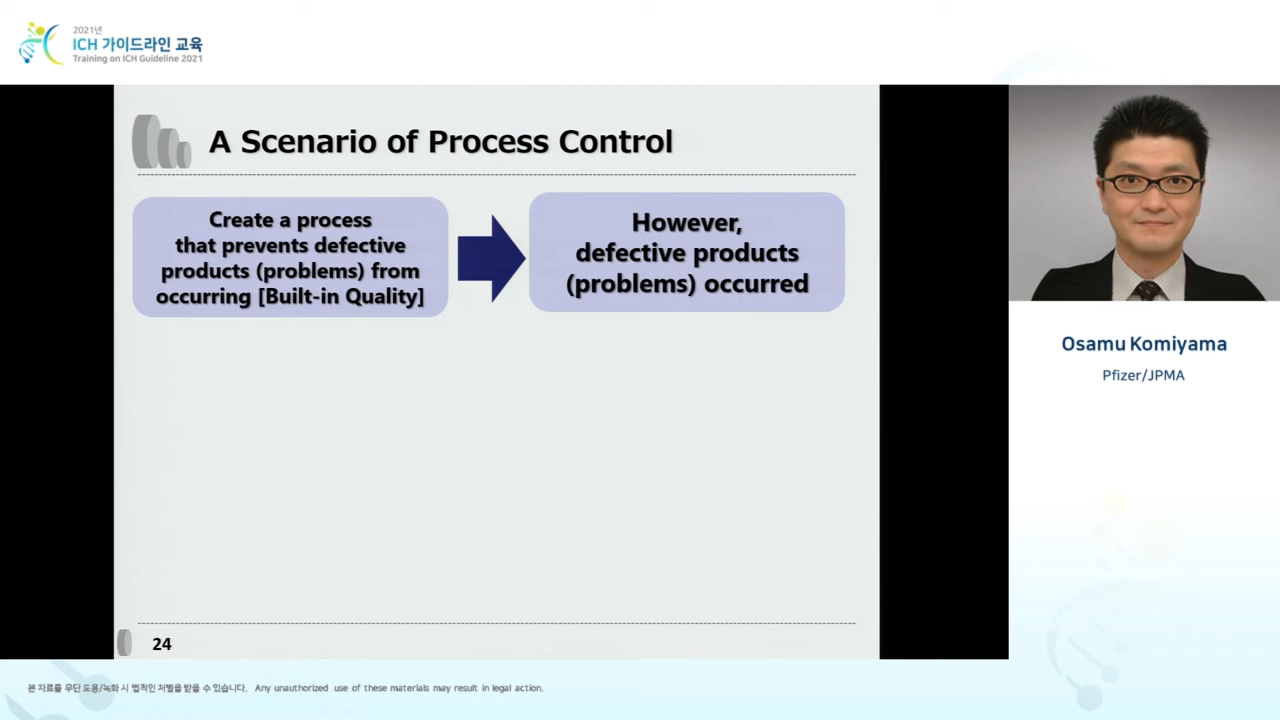 2021년
ICH 가이드라인 교육
Training on ICH Guideline 2021
A Scenario of Process Control
Create a process
that prevents defective
products (problems) from
occurring [Built-in Quality]
However,
defective products
(problems) occurred
24
Osamu Komiyama
Pfizer/JPMA
본 자료를 무단 도용/녹화 시 법적인 처벌을 받을 수 있습니다. Any unauthorized use of these materials may result in legal action.